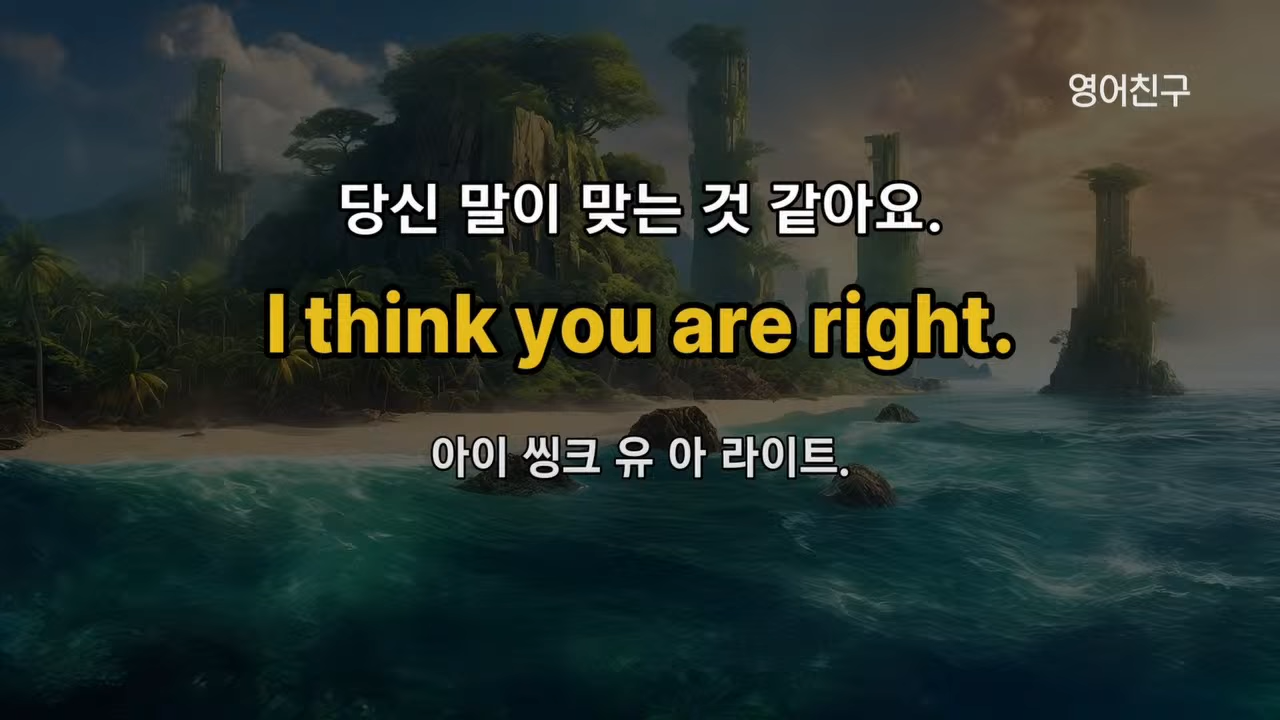 영어친구
당신 말이 맞는 것 같아요.
I think you are right.
아이 씽크 유 아 라이트.